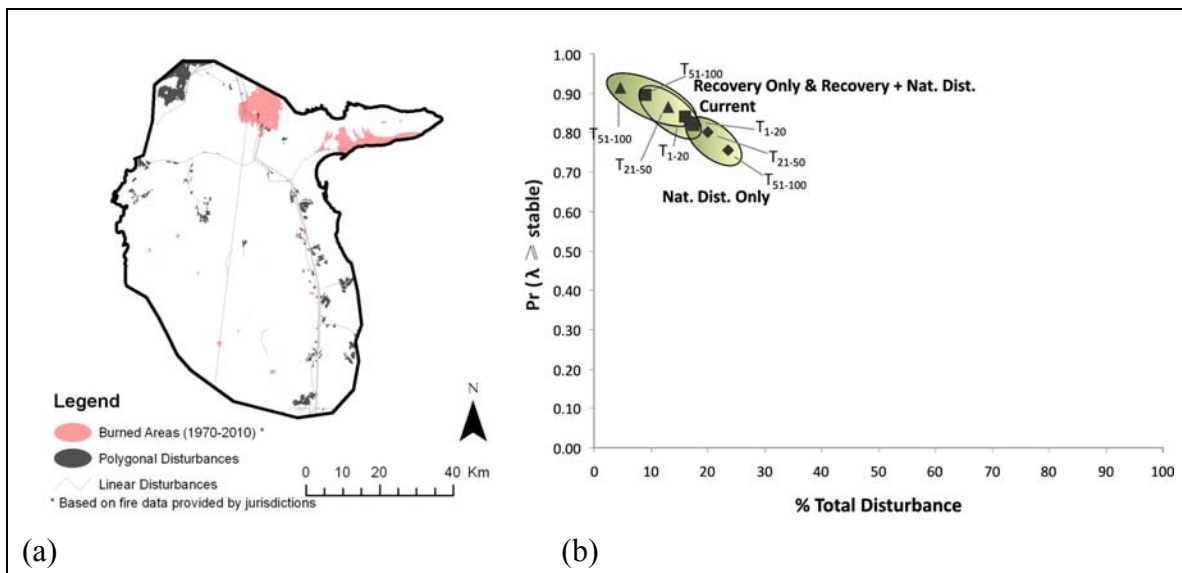 Legend
Burned Areas (1970-2010) *
Polygonal Disturbances
Linear Disturbances
* Based on fire data provided by jurisdictions
N
0 10 20 40 Km
(a)
Pr (λ ⩾ stable)
1.00
0.90
0.80
0.70
0.60
0.50
0.40
0.30
0.20
0.10
0.00
T51-100
Recovery Only & Recovery + Nat. Dist.
Current
T51-100
T21-50
T1-20
T1-20
T21-50
T51-100
Nat. Dist. Only
0 10 20 30 40 50 60 70 80 90 100
% Total Disturbance
(b)